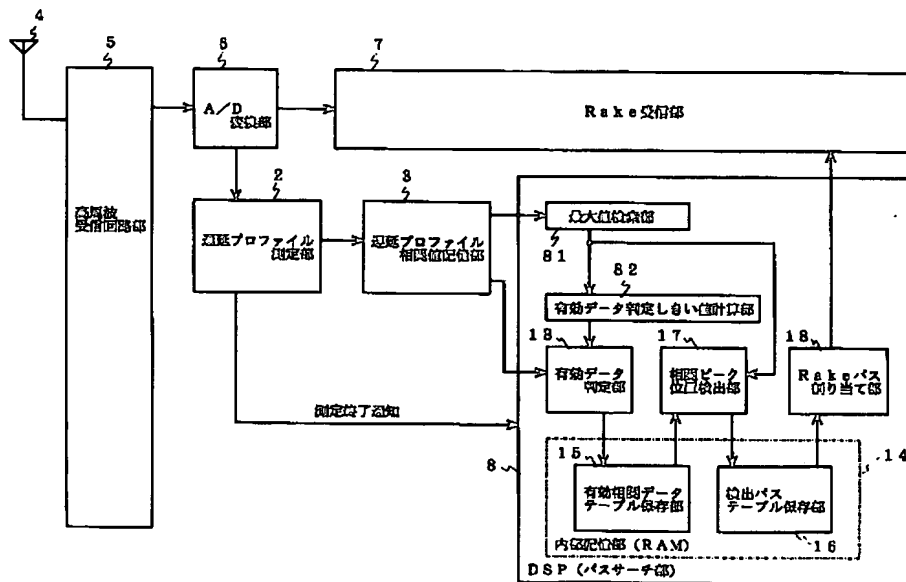 4
5
6
7
A/D
変換部
Rake受信部
高周波
受信回路部
2
3
遅延プロファイル
測定部
遅延プロファイル
相関値記憶部
最大値検索部
81
82
有効データ判定しきい値計算部
13
17
18
有効データ
判定部
相関ピーク
位置検出部
Rakeパス
割り当て部
測定終了通知
8
15
14
有効相関データ
テーブル保存部
検出パス
テーブル保存部
16
内部記憶部(RAM)
DSP(パスサーチ部)